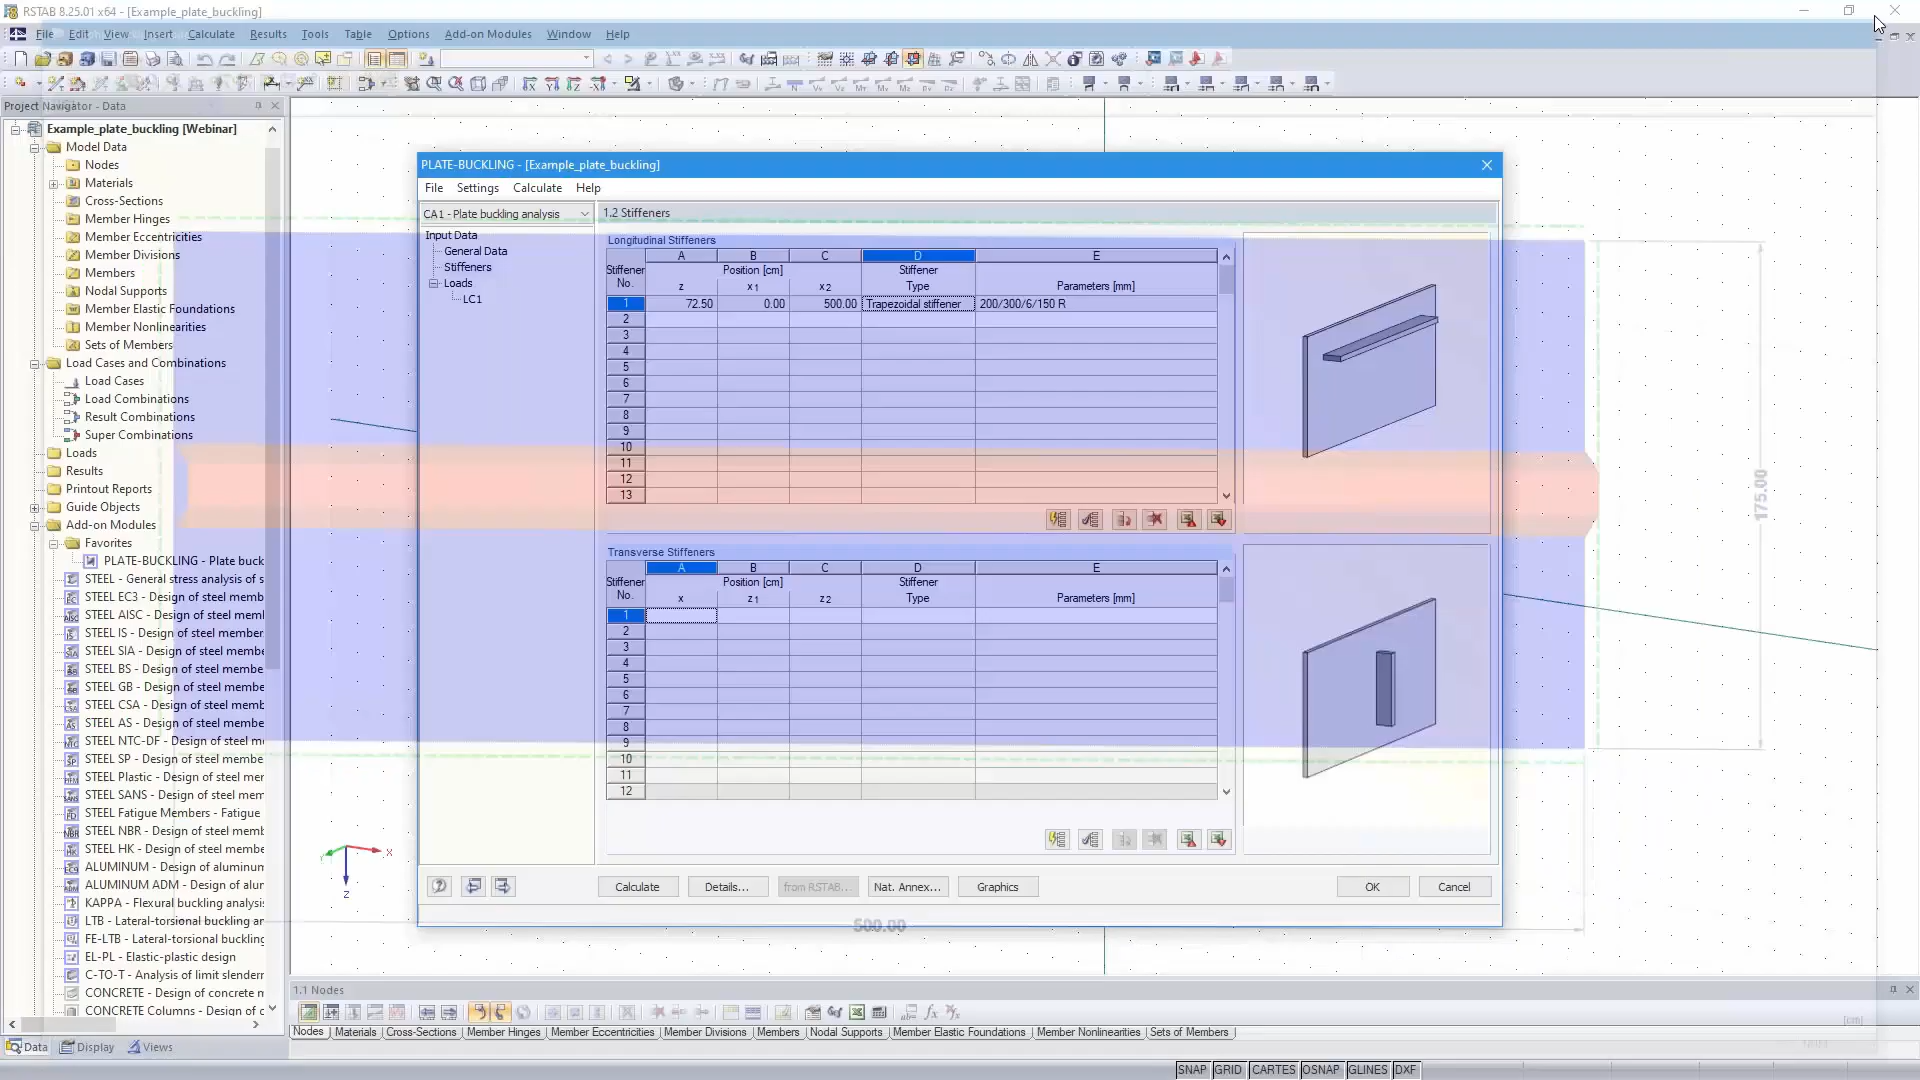 RSTAB 8.25.01 x64 - [Example_plate_buckling]
File Edit View Insert Calculate Results Tools Table Options Add-on Modules Window Help
Project Navigator - Data
Example_plate_buckling [Webinar]
Model Data
Nodes
Materials
Cross-Sections
Member Hinges
Member Eccentricities
Member Divisions
Members
Nodal Supports
Member Elastic Foundations
Member Nonlinearities
Sets of Members
Load Cases and Combinations
Load Cases
Load Combinations
Result Combinations
Super Combinations
Loads
Results
Printout Reports
Guide Objects
Add-on Modules
Favorites
PLATE-BUCKLING - Plate buck
STEEL - General stress analysis of s
STEEL EC3 - Design of steel memb
STEEL AISC - Design of steel meml
STEEL IS - Design of steel member
STEEL SIA - Design of steel membe
STEEL BS - Design of steel membe
STEEL GB - Design of steel membe
STEEL CSA - Design of steel memb
STEEL AS - Design of steel membe
STEEL NTC-DF - Design of steel m
STEEL SP - Design of steel membe
STEEL Plastic - Design of steel mer
STEEL SANS - Design of steel mem
STEEL Fatigue Members - Fatigue
STEEL NBR - Design of steel memb
STEEL HK - Design of steel membe
ALUMINUM - Design of aluminum
ALUMINUM ADM - Design of alur
KAPPA - Flexural buckling analysis
LTB - Lateral-torsional buckling ar
FE-LTB - Lateral-torsional buckling
EL-PL - Elastic-plastic design
C-TO-T - Analysis of limit slenderr
CONCRETE - Design of concrete m
CONCRETE Columns - Design of c
Data Display Views
PLATE-BUCKLING - [Example_plate_buckling]
File Settings Calculate Help
CA1 - Plate buckling analysis
Input Data
General Data
Stiffeners
Loads
LC1
1.2 Stiffeners
Longitudinal Stiffeners
A B C D E
Stiffener Position [cm] Stiffener
No. z x1 x2 Type Parameters [mm]
1 72.50 0.00 500.00 Trapezoidal stiffener 200/300/6/150 R
2
3
4
5
6
7
8
9
10
11
12
13
Transverse Stiffeners
A B C D E
Stiffener Position [cm] Stiffener
No. x z1 z2 Type Parameters [mm]
1
2
3
4
5
6
7
8
9
10
11
12
Calculate Details... from RSTAB... Nat. Annex... Graphics OK Cancel
175.00
500.00
X
Z
1.1 Nodes
[cm]
Nodes Materials Cross-Sections Member Hinges Member Eccentricities Member Divisions Members Nodal Supports Member Elastic Foundations Member Nonlinearities Sets of Members
SNAP GRID CARTES OSNAP GLINES DXF